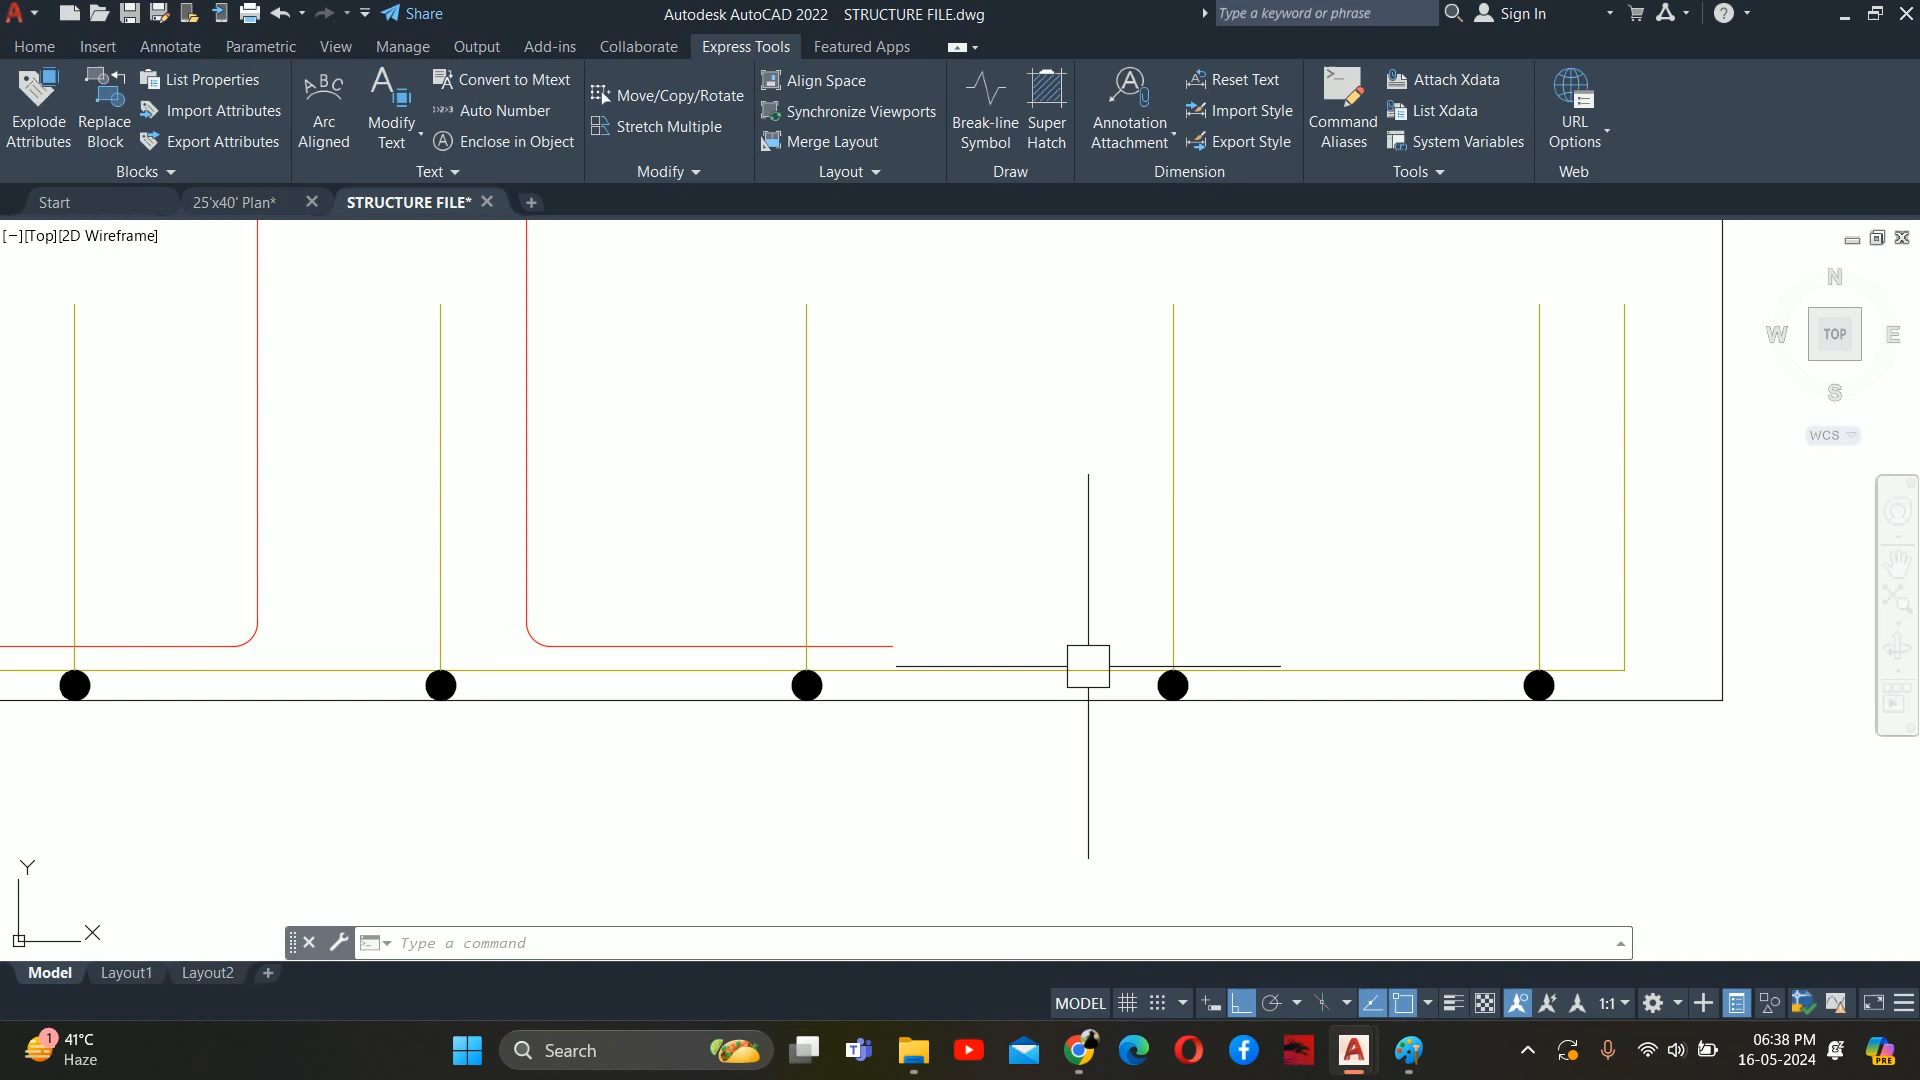 Share
Autodesk AutoCAD 2022 STRUCTURE FILE.dwg
Type a keyword or phrase
Sign In
Home Insert Annotate Parametric View Manage Output Add-ins Collaborate Express Tools Featured Apps
Explode Attributes
Replace Block
List Properties
Import Attributes
Export Attributes
Blocks
ABC
Arc Aligned
Modify Text
Convert to Mtext
Auto Number
Enclose in Object
Text
Move/Copy/Rotate
Stretch Multiple
Modify
Align Space
Synchronize Viewports
Merge Layout
Layout
Break-line Symbol
Super Hatch
Draw
Annotation Attachment
Reset Text
Import Style
Export Style
Dimension
Command Aliases
Attach Xdata
List Xdata
System Variables
Tools
URL Options
Web
Start 25'x40' Plan* STRUCTURE FILE*
[−][Top][2D Wireframe]
N
W TOP E
S
WCS
Y
X
Type a command
Model Layout1 Layout2
MODEL 1:1
1
41°C
Haze
Search
06:38 PM
16-05-2024
PRE